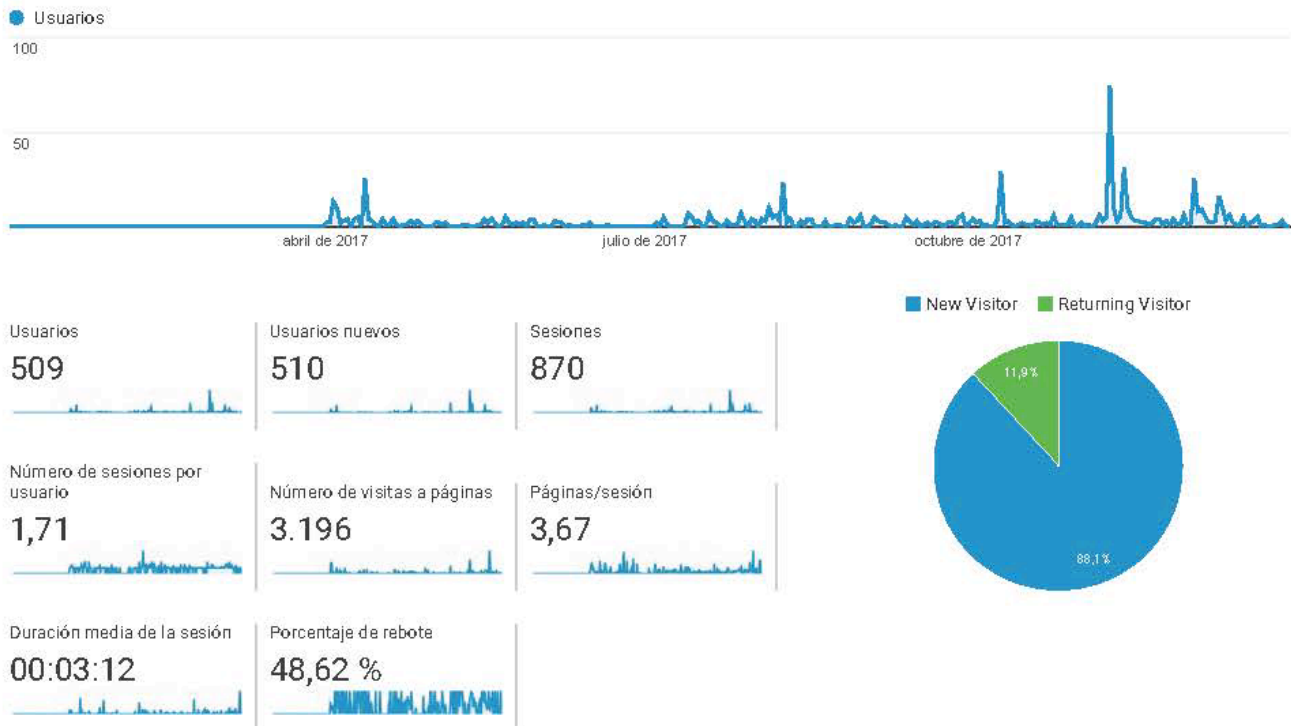 Usuarios
100
50
abril de 2017
julio de 2017
octubre de 2017
New Visitor
Returning Visitor
Usuarios
509
Usuarios nuevos
510
Sesiones
870
Número de sesiones por
usuario
1,71
Número de visitas a páginas
3.196
Páginas/sesión
3,67
Duración media de la sesión
00:03:12
Porcentaje de rebote
48,62 %
11,9%
88,1%